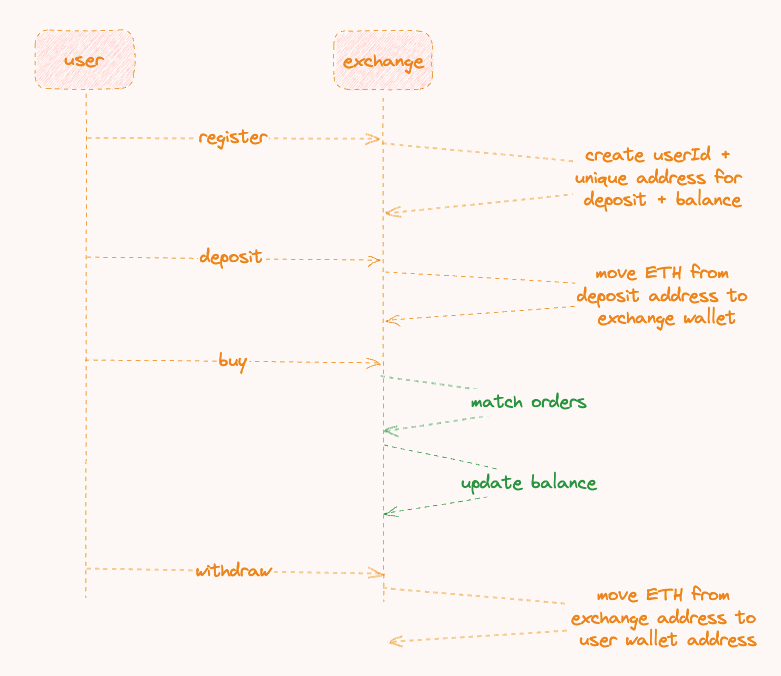 user
exchange
register
create userId +
unique address for
deposit + balance
deposit
move ETH from
deposit address to
exchange wallet
buy
match orders
update balance
withdraw
move ETH from
exchange address to
user wallet address